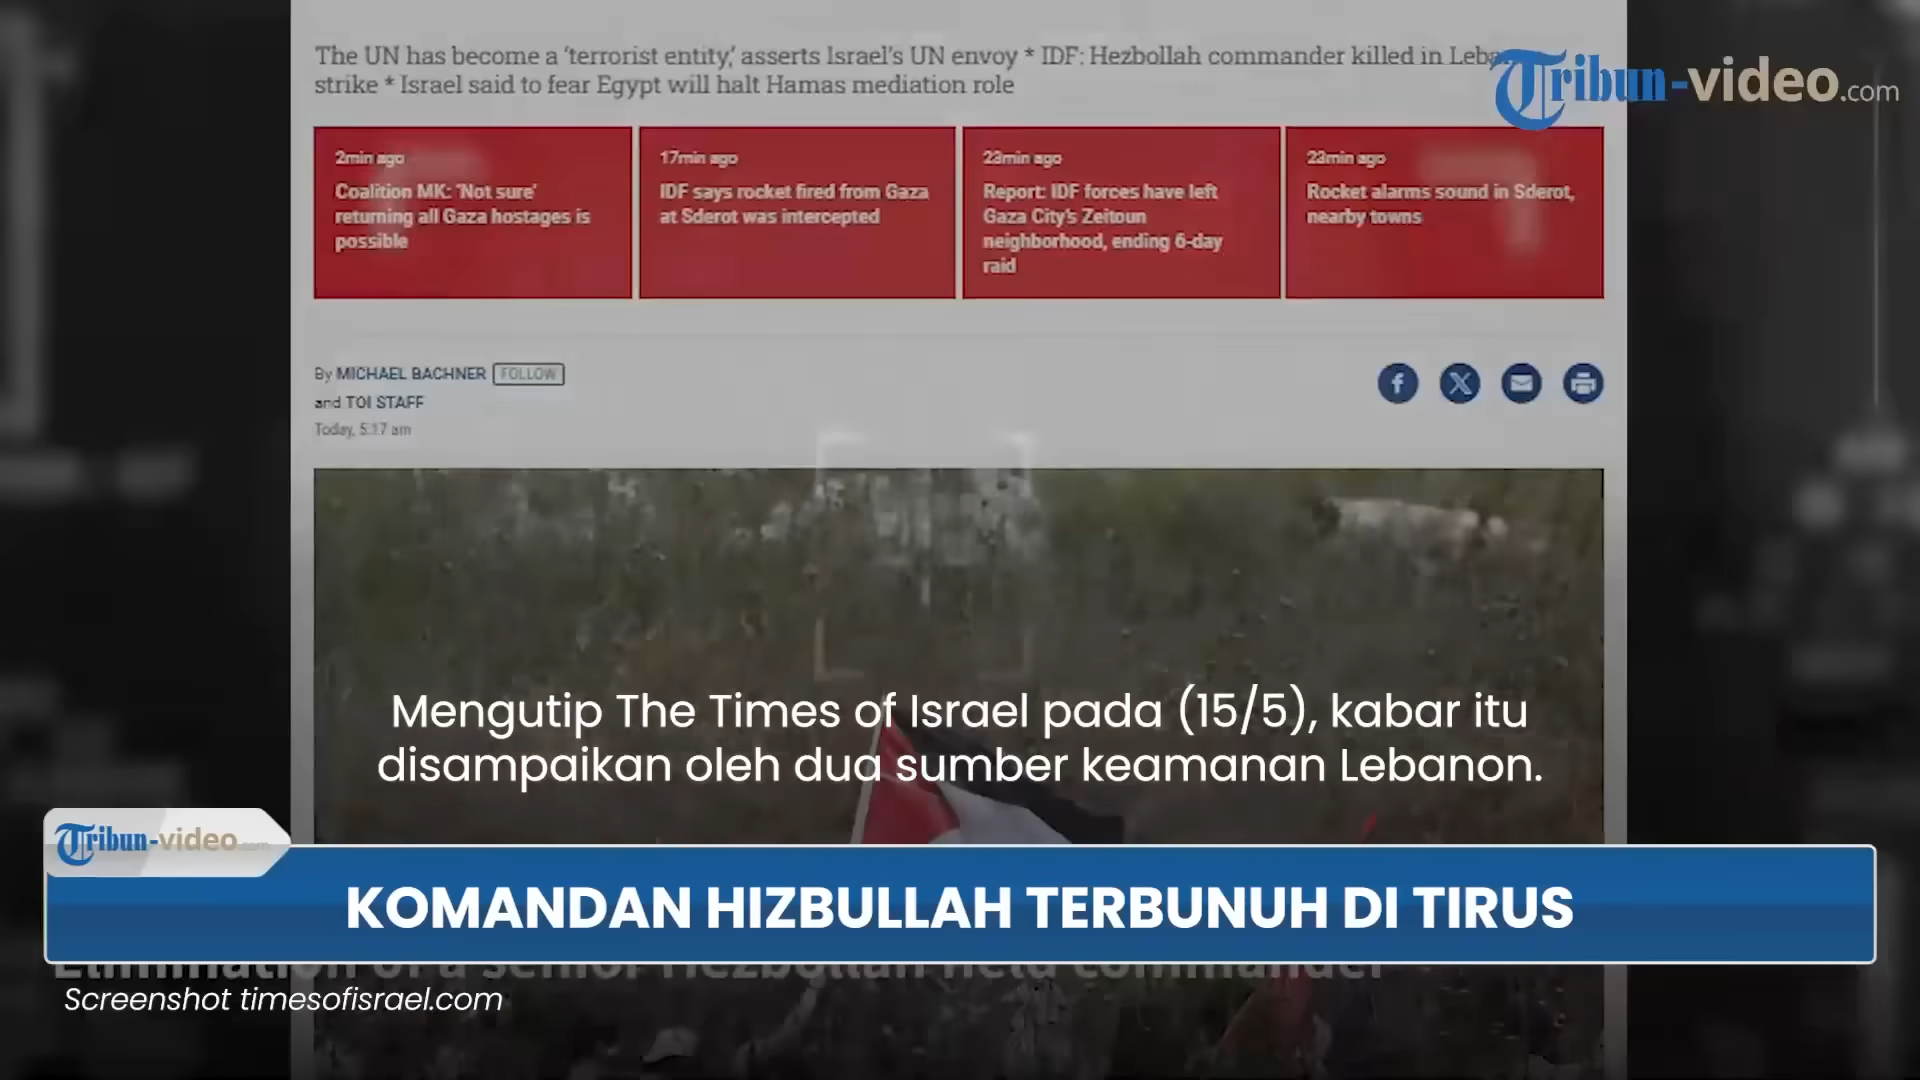 The UN has become a ‘terrorist entity,’ asserts Israel’s UN envoy * IDF: Hezbollah commander killed in
strike * Israel said to fear Egypt will halt Hamas mediation role
Tribun-video.com
2min ago
Coalition MK: ‘Not sure’
returning all Gaza hostages is
possible
17min ago
IDF says rocket fired from Gaza
at Sderot was intercepted
23min ago
Report: IDF forces have left
Gaza City’s Zeitoun
neighborhood, ending 6-day
raid
23min ago
Rocket alarms sound in Sderot,
nearby towns
By MICHAEL BACHNER FOLLOW
and TOI STAFF
Today, 5:17 am
Mengutip The Times of Israel pada (15/5), kabar itu
disampaikan oleh dua sumber keamanan Lebanon.
Tribun-video.com
KOMANDAN HIZBULLAH TERBUNUH DI TIRUS
Elimination of a senior Hezbollah field commander
Screenshot timesofisrael.com